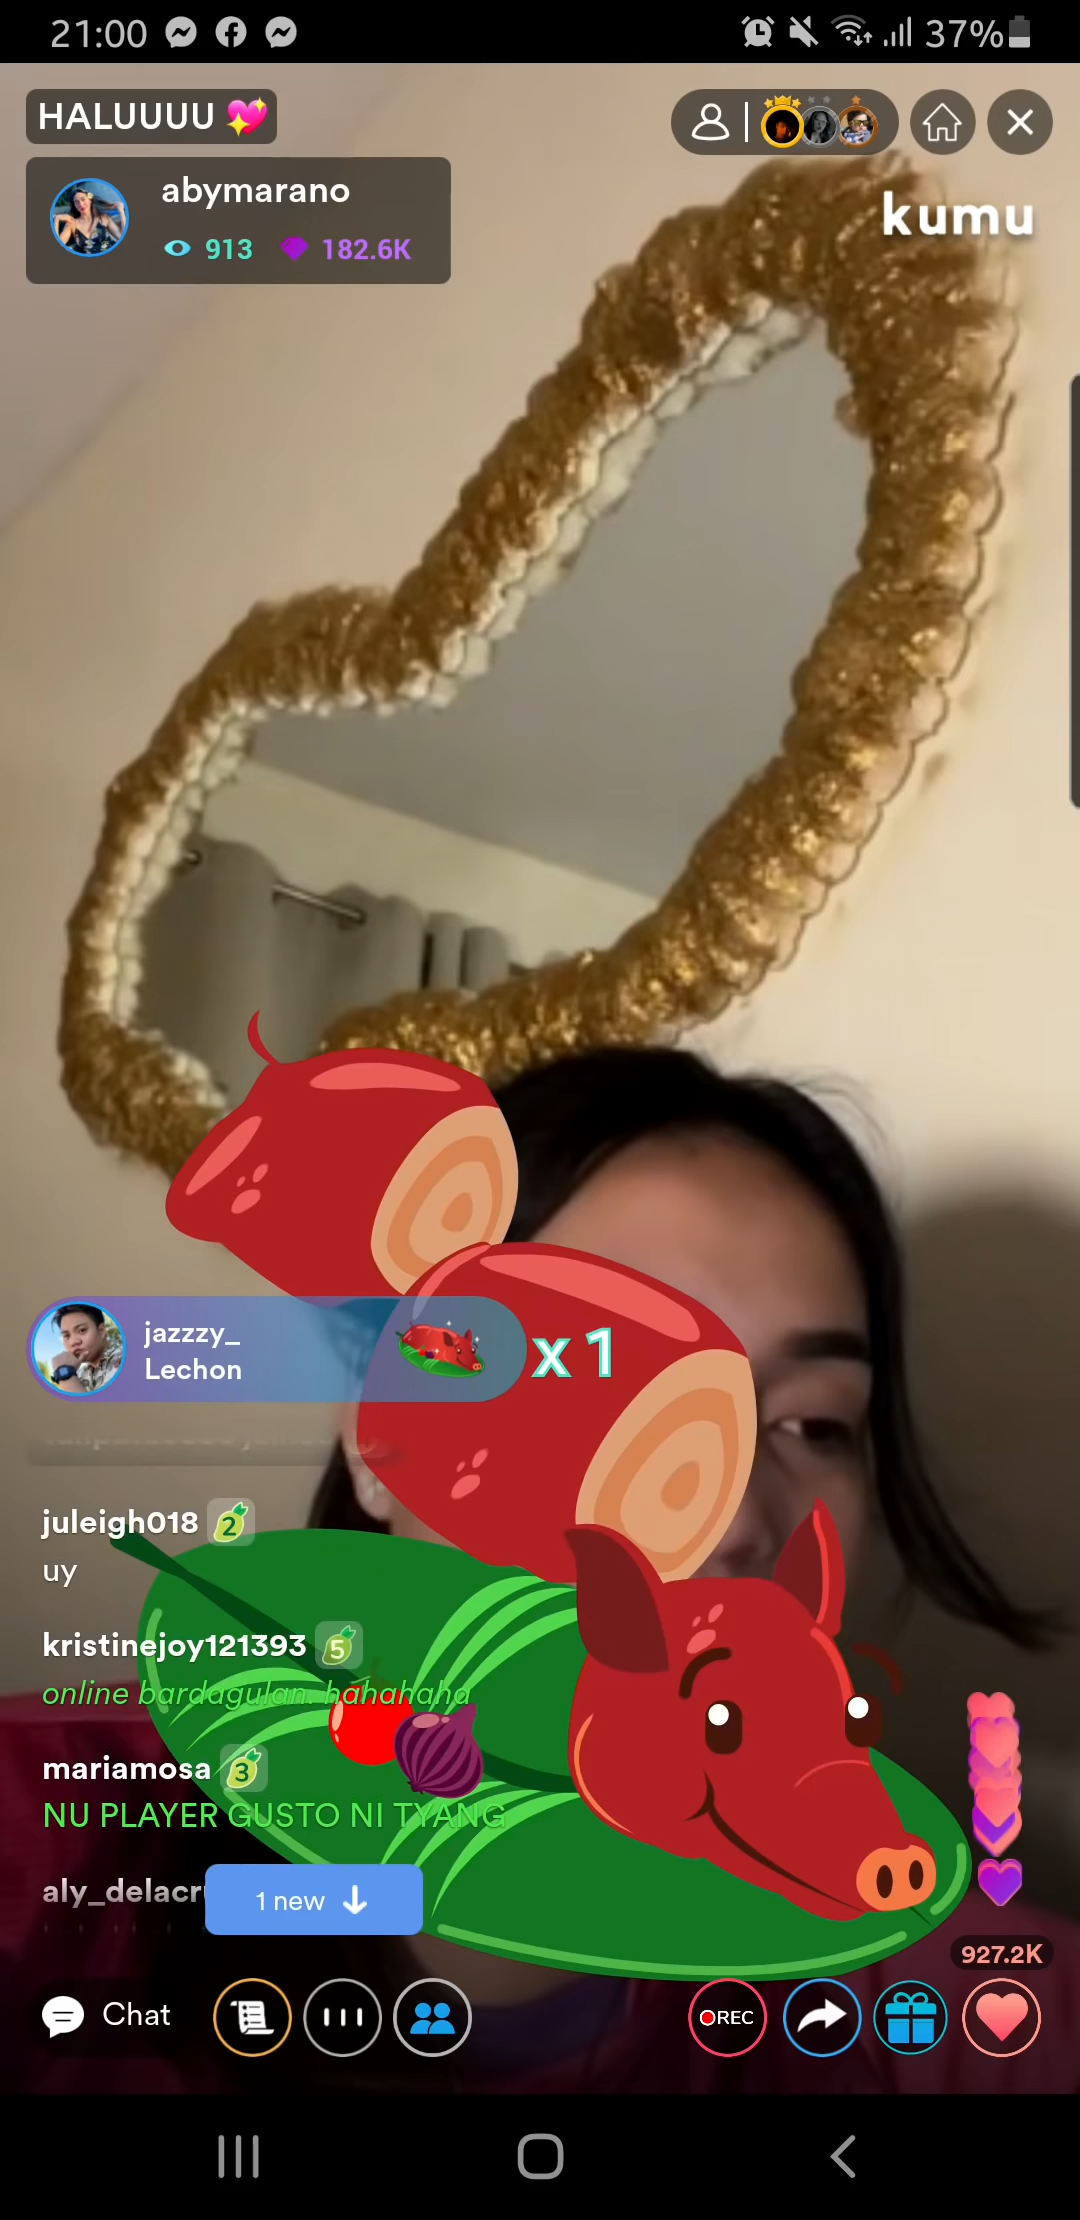 21:00
37%
HALUUUU 💖
abymarano
913 182.6K
kumu
jazzzy_
Lechon
x 1
juleigh018 2
uy
kristinejoy121393 5
online bardagulan. hahahaha
mariamosa 3
NU PLAYER GUSTO NI TYANG
1 new
927.2K
Chat
REC